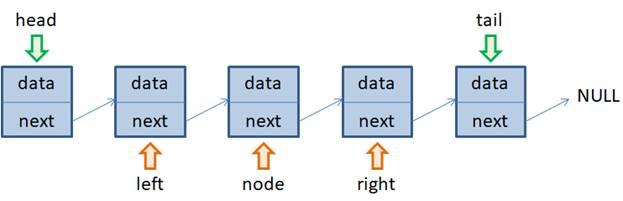 head tail
data data data data data
NULL
next next next next next
left node right